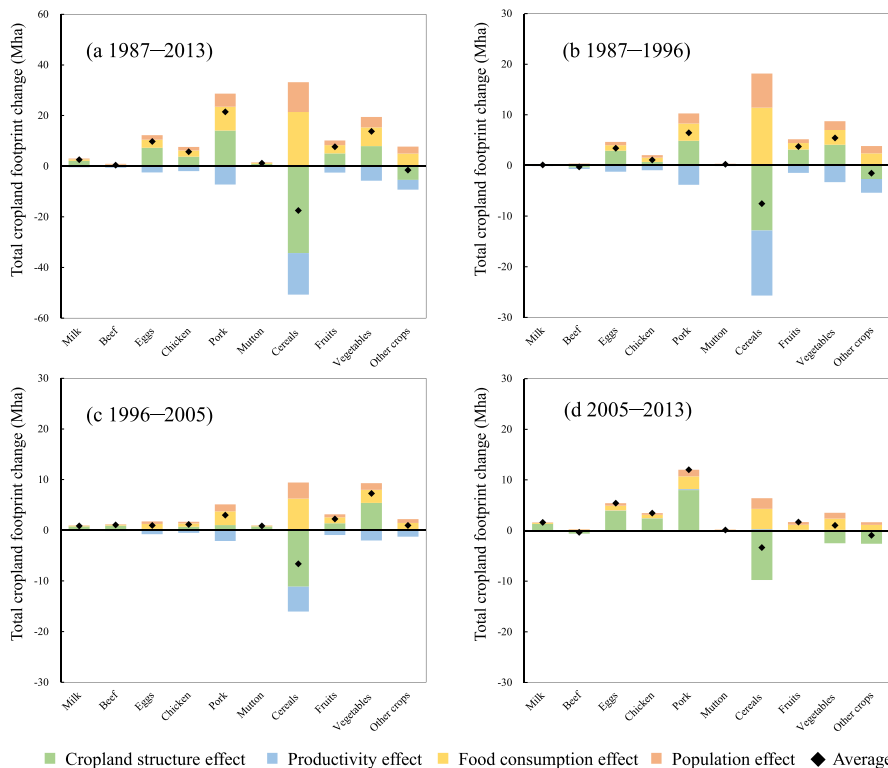 Total cropland footprint change (Mha)
60
40
20
0
-20
-40
-60
(a 1987—2013)
Milk
Beef
Eggs
Chicken
Pork
Mutton
Cereals
Fruits
Vegetables
Other crops
Total cropland footprint change (Mha)
30
20
10
0
-10
-20
-30
(b 1987—1996)
Milk
Beef
Eggs
Chicken
Pork
Mutton
Cereals
Fruits
Vegetables
Other crops
Total cropland footprint change (Mha)
30
20
10
0
-10
-20
-30
(c 1996—2005)
Milk
Beef
Eggs
Chicken
Pork
Mutton
Cereals
Fruits
Vegetables
Other crops
Total cropland footprint change (Mha)
30
20
10
0
-10
-20
-30
(d 2005—2013)
Milk
Beef
Eggs
Chicken
Pork
Mutton
Cereals
Fruits
Vegetables
Other crops
Cropland structure effect Productivity effect Food consumption effect Population effect Average